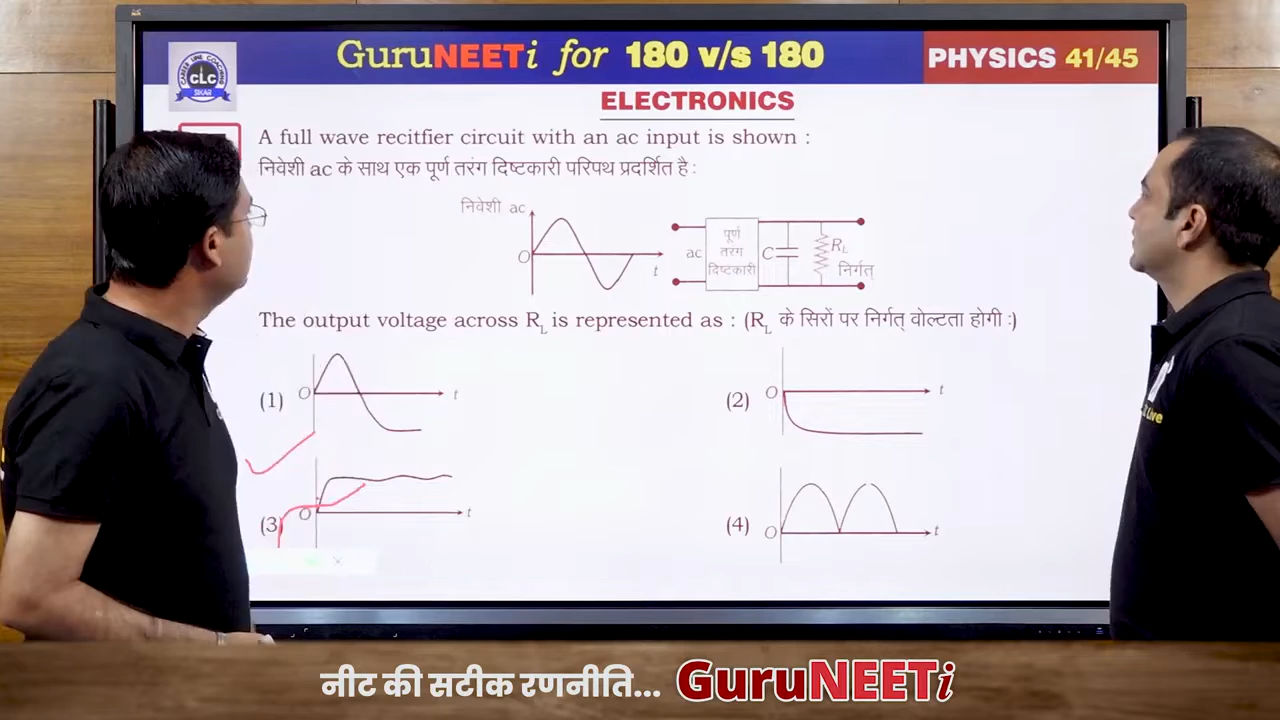 GuruNEETi for 180 v/s 180
PHYSICS 41/45
CLC
SIKAR
ELECTRONICS
A full wave recitfier circuit with an ac input is shown :
निवेशी ac के साथ एक पूर्ण तरंग दिष्टकारी परिपथ प्रदर्शित है :
निवेशी ac
O
t
ac
पूर्ण
तरंग
दिष्टकारी
C
RL
निर्गत्
The output voltage across RL is represented as : (RL के सिरों पर निर्गत् वोल्टता होगी :)
(1)
O
t
(2)
O
t
(3)
O
t
(4)
O
t
नीट की सटीक रणनीति... GuruNEETi